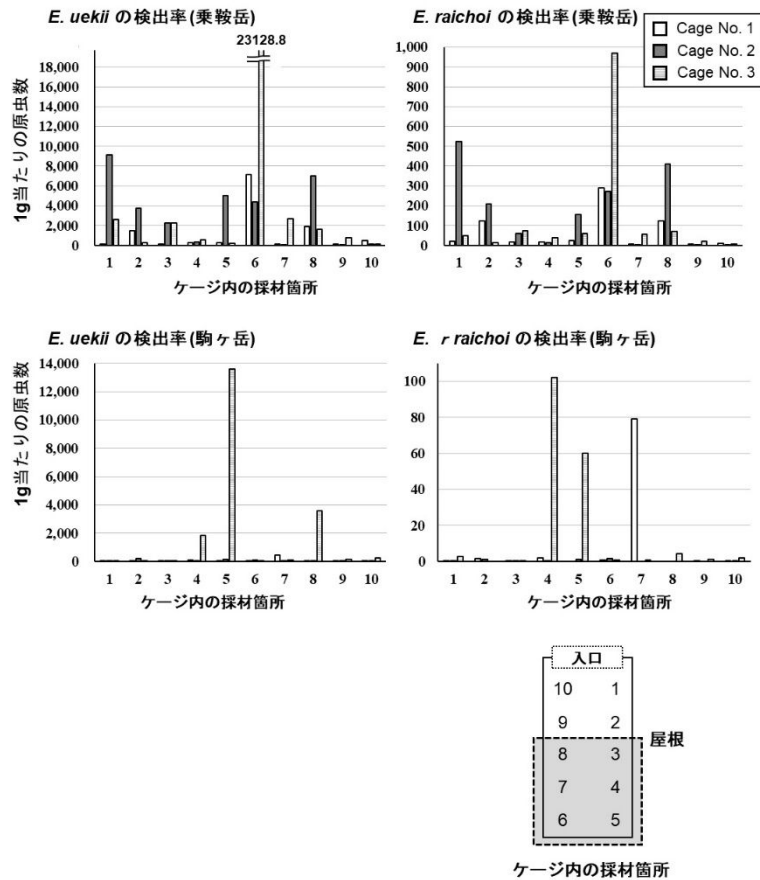 E. uekii の検出率(乗鞍岳)
23128.8
18,000
16,000
14,000
12,000
10,000
8,000
6,000
4,000
2,000
0
1 2 3 4 5 6 7 8 9 10
ケージ内の採材箇所
1g当たりの原虫数
E. raichoi の検出率(乗鞍岳)
Cage No. 1
Cage No. 2
Cage No. 3
1,000
900
800
700
600
500
400
300
200
100
0
1 2 3 4 5 6 7 8 9 10
ケージ内の採材箇所
E. uekii の検出率(駒ヶ岳)
14,000
12,000
10,000
8,000
6,000
4,000
2,000
0
1 2 3 4 5 6 7 8 9 10
ケージ内の採材箇所
1g当たりの原虫数
E. r raichoi の検出率(駒ヶ岳)
100
80
60
40
20
0
1 2 3 4 5 6 7 8 9 10
ケージ内の採材箇所
入口
10 1
9 2
屋根
8 3
7 4
6 5
ケージ内の採材箇所